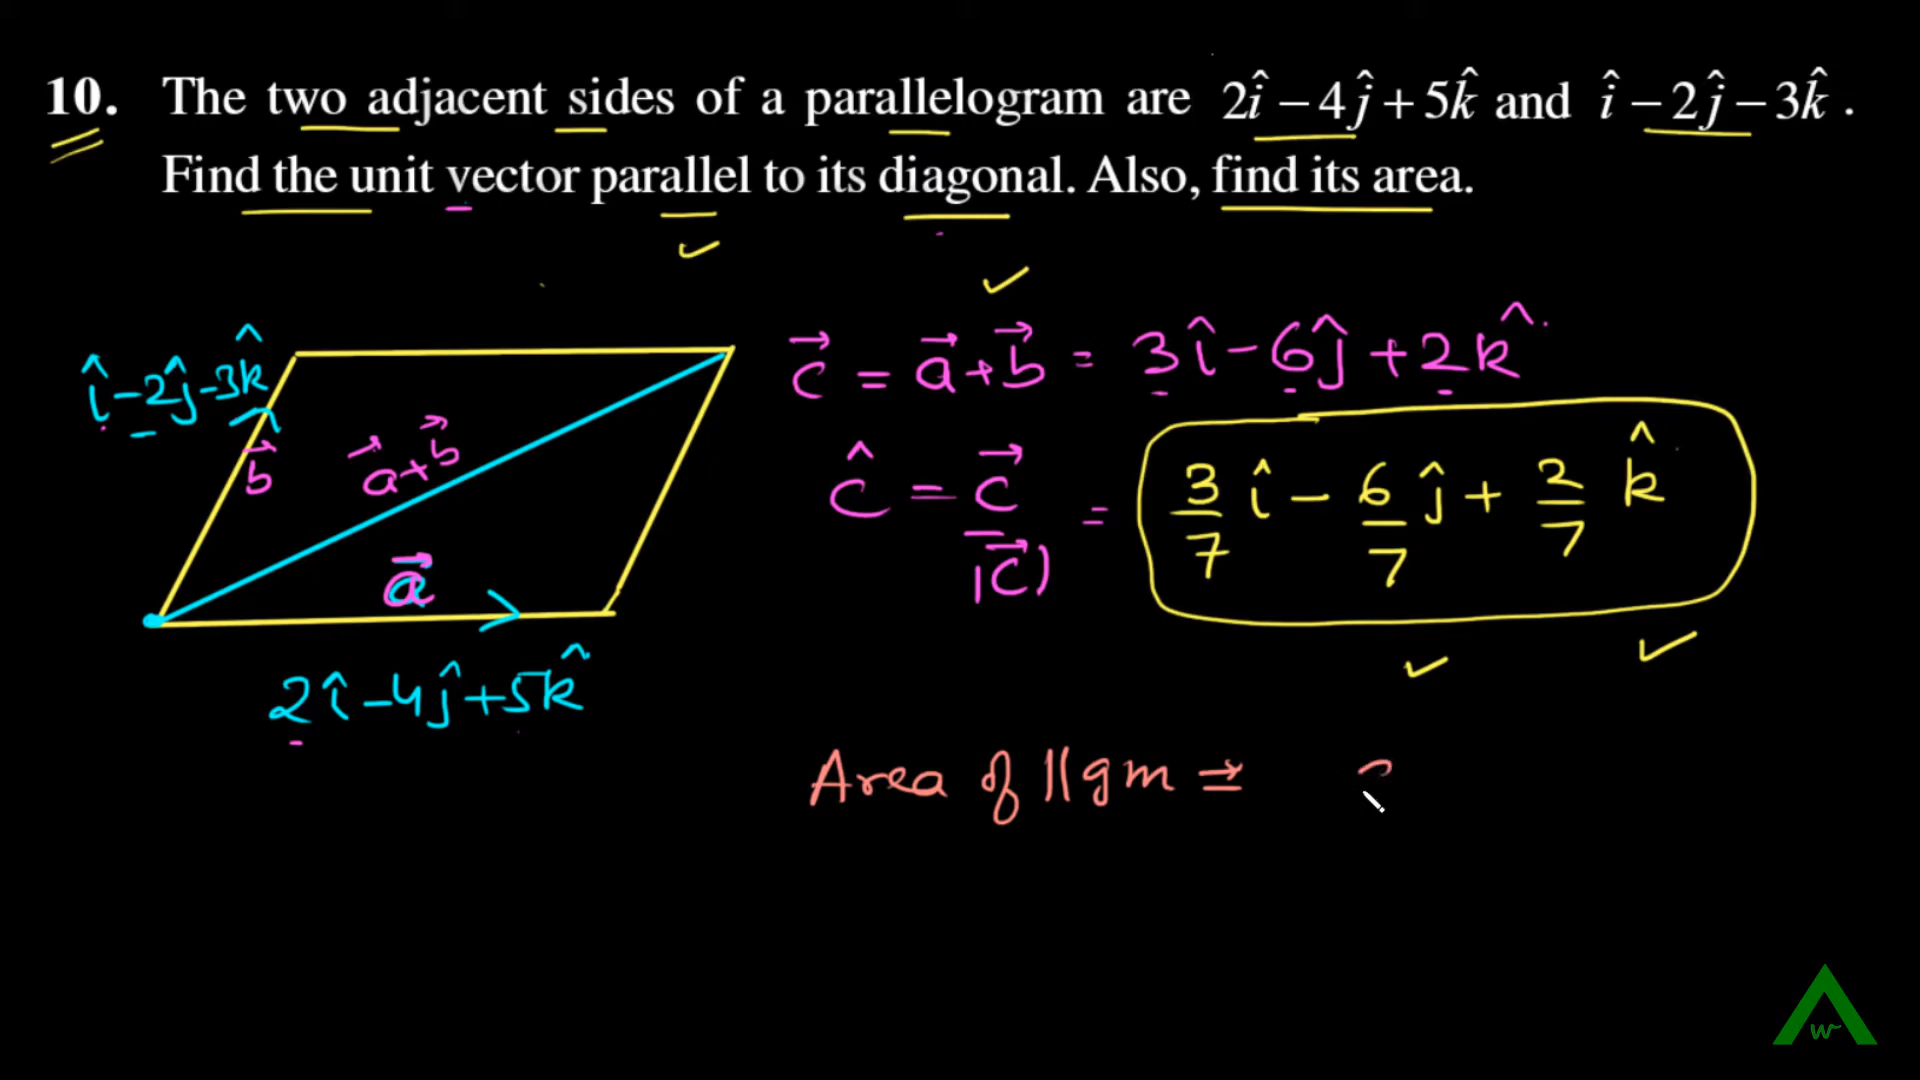 10. The two adjacent sides of a parallelogram are 2î − 4ĵ + 5k̂ and î − 2ĵ − 3k̂.
Find the unit vector parallel to its diagonal. Also, find its area.
î-2ĵ-3k̂
b⃗
a⃗+b⃗
a⃗
2î-4ĵ+5k̂
c⃗ = a⃗+b⃗ = 3î-6ĵ+2k̂
ĉ = c⃗/|c⃗| = 3/7 î - 6/7 ĵ + 2/7 k̂
Area of ||gm =
w